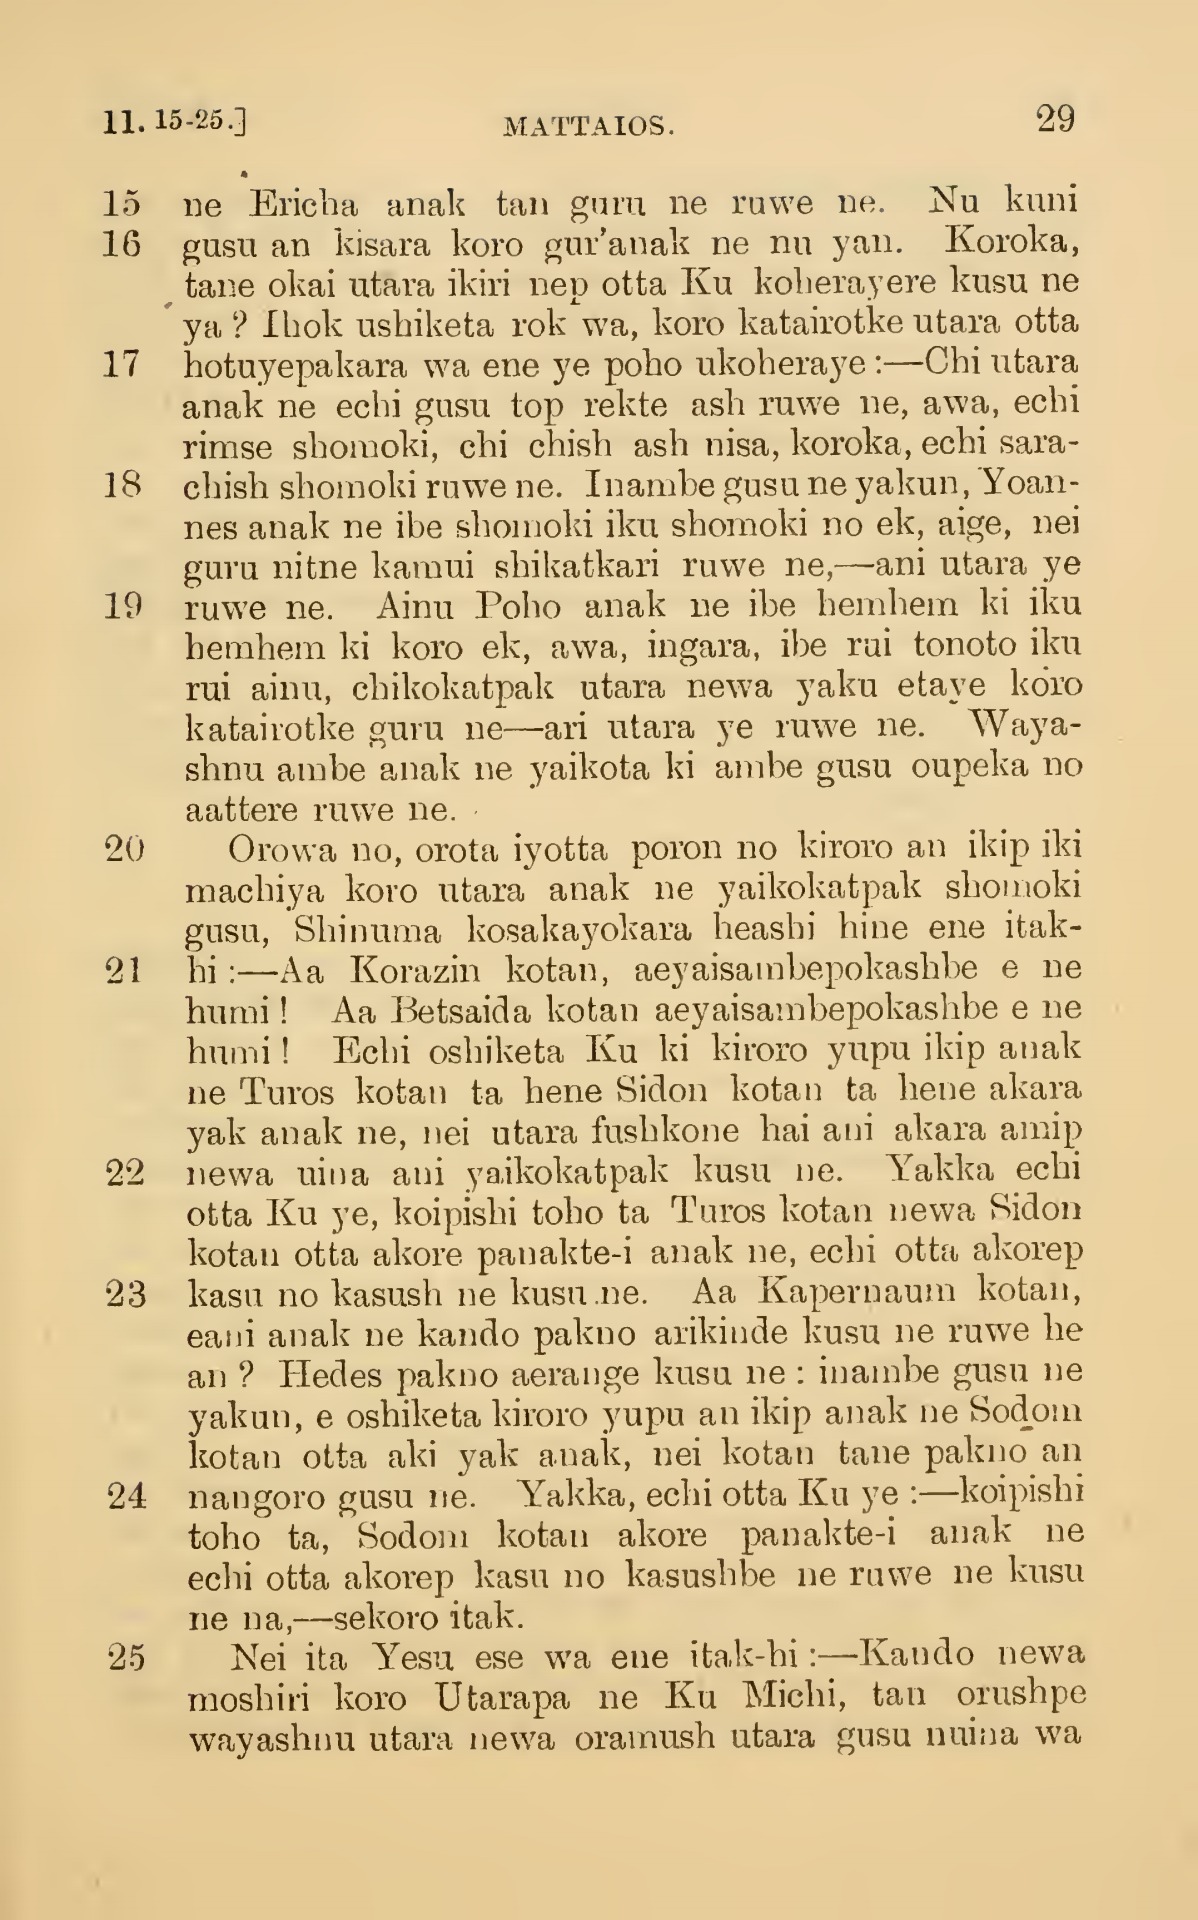 11. 15-25.] MATTAIOS. 29
15 ne Ericha anak tan guru ne ruwe ne. Nu kuni
16 gusu an kisara koro gur'anak ne nu yan. Koroka,
tane okai utara ikiri nep otta Ku koherayere kusu ne
ya? Ihok ushiketa rok wa, koro katairotke utara otta
17 hotuyepakara wa ene ye poho ukoheraye:—Chi utara
anak ne echi gusu top rekte ash ruwe ne, awa, echi
rimse shomoki, chi chish ash nisa, koroka, echi sara-
18 chish shomoki ruwe ne. Inambe gusu ne yakun, Yoan-
nes anak ne ibe shomoki iku shomoki no ek, aige, nei
guru nitne kamui shikatkari ruwe ne,—ani utara ye
19 ruwe ne. Ainu Poho anak ne ibe hemhem ki iku
hemhem ki koro ek, awa, ingara, ibe rui tonoto iku
rui ainu, chikokatpak utara newa yaku etaye koro
katairotke guru ne—ari utara ye ruwe ne. Waya-
shnu ambe anak ne yaikota ki ambe gusu oupeka no
aattere ruwe ne.
20 Orowa no, orota iyotta poron no kiroro an ikip iki
machiya koro utara anak ne yaikokatpak shomoki
gusu, Shinuma kosakayokara heashi hine ene itak-
21 hi:—Aa Korazin kotan, aeyaisambepokashbe e ne
humi! Aa Betsaida kotan aeyaisambepokashbe e ne
humi! Echi oshiketa Ku ki kiroro yupu ikip anak
ne Turos kotan ta hene Sidon kotan ta hene akara
yak anak ne, nei utara fushkone hai ani akara amip
22 newa uina ani yaikokatpak kusu ne. Yakka echi
otta Ku ye, koipishi toho ta Turos kotan newa Sidon
kotan otta akore panakte-i anak ne, echi otta akorep
23 kasu no kasush ne kusu ne. Aa Kapernaum kotan,
eani anak ne kando pakno arikinde kusu ne ruwe he
an? Hedes pakno aerange kusu ne: inambe gusu ne
yakun, e oshiketa kiroro yupu an ikip anak ne Sodom
kotan otta aki yak anak, nei kotan tane pakno an
24 nangoro gusu ne. Yakka, echi otta Ku ye:—koipishi
toho ta, Sodom kotan akore panakte-i anak ne
echi otta akorep kasu no kasushbe ne ruwe ne kusu
ne na,—sekoro itak.
25 Nei ita Yesu ese wa ene itak-hi:—Kando newa
moshiri koro Utarapa ne Ku Michi, tan orushpe
wayashnu utara newa oramush utara gusu nuina wa